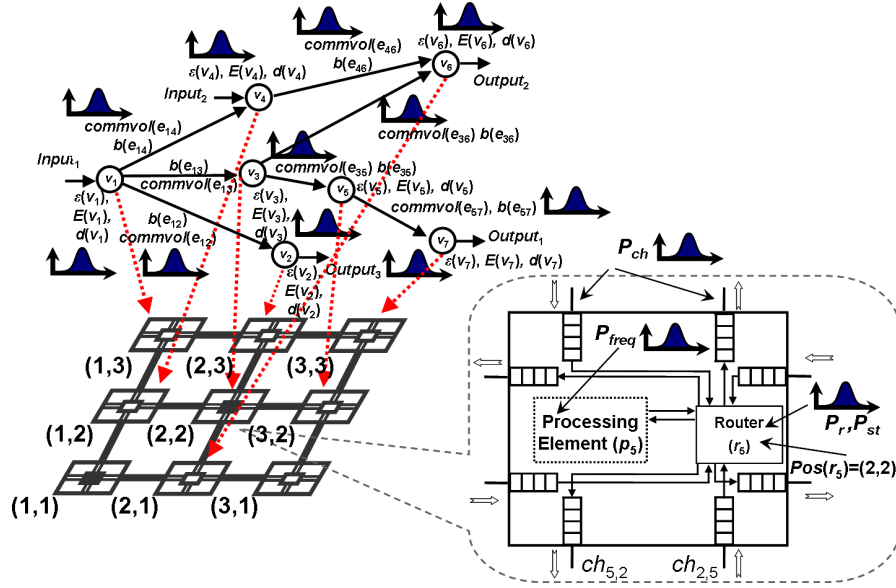 commvol(e46)
b(e46)
ε(v6), E(v6), d(v6)
v6
Output2
ε(v4), E(v4), d(v4)
Input2
v4
commvol(e14)
b(e14)
commvol(e36) b(e36)
Input1
v1
b(e13)
commvol(e13)
v3
commvol(e35) b(e35)
v5
ε(v5), E(v5), d(v5)
ε(v1),
E(v1),
d(v1)
ε(v3),
E(v3),
d(v3)
b(e12)
commvol(e12)
commvol(e57), b(e57)
v2
Output3
ε(v2),
E(v2),
d(v2)
v7
Output1
ε(v7), E(v7), d(v7)
(1,3)
(2,3)
(3,3)
(1,2)
(2,2)
(3,2)
(1,1)
(2,1)
(3,1)
Pch
Pfreq
Processing
Element (p5)
Router
(r5)
Pr ,Pst
Pos(r5)=(2,2)
ch5,2
ch2,5